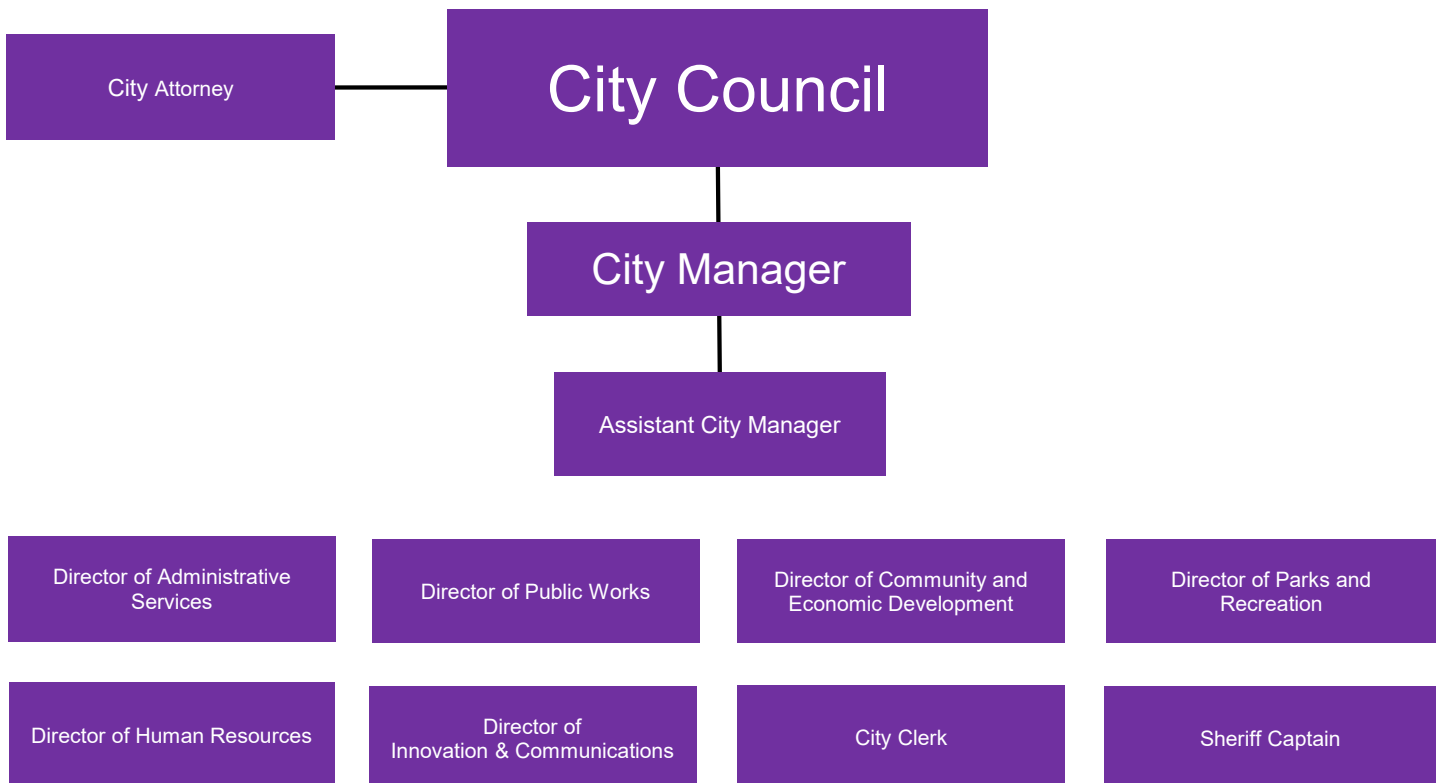 City Attorney
City Council
City Manager
Assistant City Manager
Director of Administrative
Services
Director of Public Works
Director of Community and
Economic Development
Director of Parks and
Recreation
Director of Human Resources
Director of
Innovation & Communications
City Clerk
Sheriff Captain